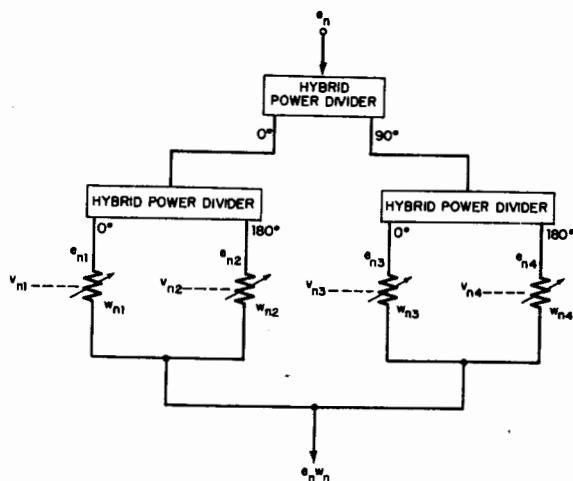 e_n
HYBRID
POWER DIVIDER
0° 90°
HYBRID POWER DIVIDER HYBRID POWER DIVIDER
0° 180° 0° 180°
e_n1 e_n2 e_n3 e_n4
v_n1 v_n2 v_n3 v_n4
w_n1 w_n2 w_n3 w_n4
e_n w_n